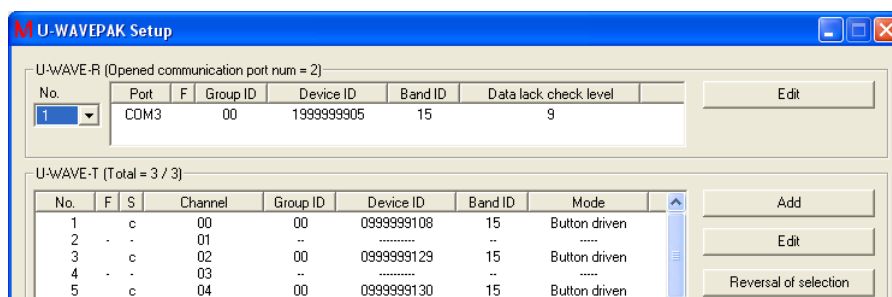 M U-WAVEPAK Setup
U-WAVE-R (Opened communication port num = 2)
No. Port F Group ID Device ID Band ID Data lack check level Edit
1 COM3 00 1999999905 15 9
U-WAVE-T (Total = 3 / 3)
No. F S Channel Group ID Device ID Band ID Mode Add
1 c 00 00 0999999108 15 Button driven
2 - - 01 -- ---------- -- -----
3 c 02 00 0999999129 15 Button driven Edit
4 - - 03 -- ---------- -- -----
5 c 04 00 0999999130 15 Button driven Reversal of selection